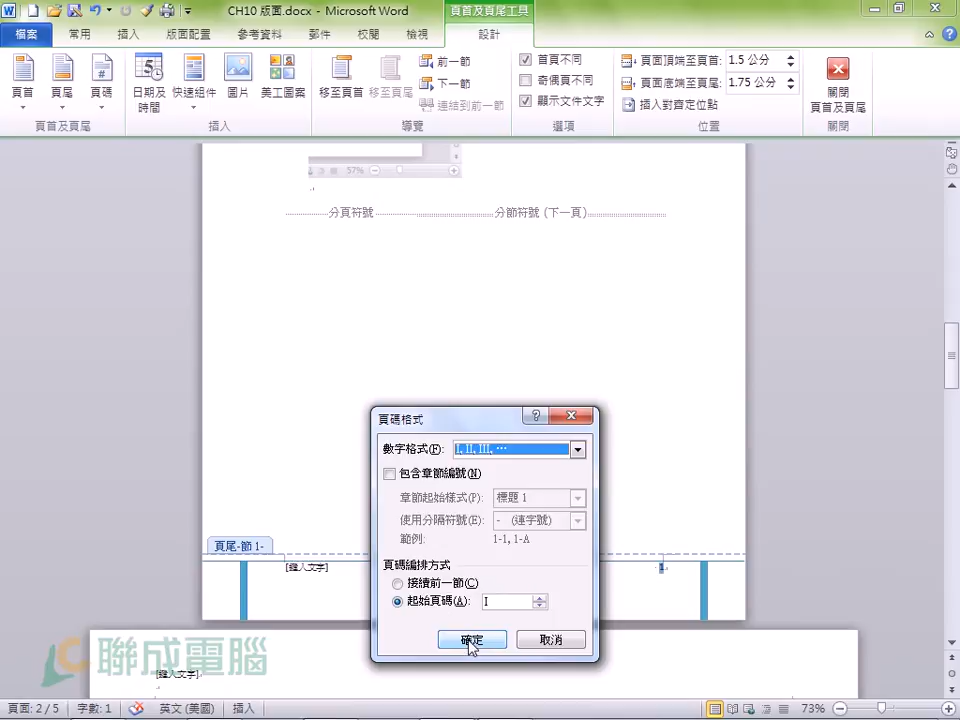 CH10 版面.docx - Microsoft Word
頁首及頁尾工具
檔案 常用 插入 版面配置 參考資料 郵件 校閱 檢視 設計
頁首 頁尾 頁碼 日期及時間 快速組件 圖片 美工圖案 移至頁首 移至頁尾 前一節 下一節 連結到前一節
首頁不同
奇偶頁不同
顯示文件文字
頁面頂端至頁首: 1.5 公分
頁面底端至頁尾: 1.75 公分
插入對齊定位點
關閉
頁首及頁尾
頁首及頁尾 插入 導覽 選項 位置 關閉
57%
分頁符號 分節符號 (下一頁)
頁碼格式
數字格式(F): I, II, III, …
包含章節編號(N)
章節起始樣式(P): 標題 1
使用分隔符號(E): - (連字號)
範例: 1-1, 1-A
頁碼編排方式
接續前一節(C)
起始頁碼(A): I
確定 取消
頁尾-節 1-
[鍵入文字] 1
聯成電腦
[鍵入文字]
頁面: 2 / 5 字數: 1 英文 (美國) 插入 73%